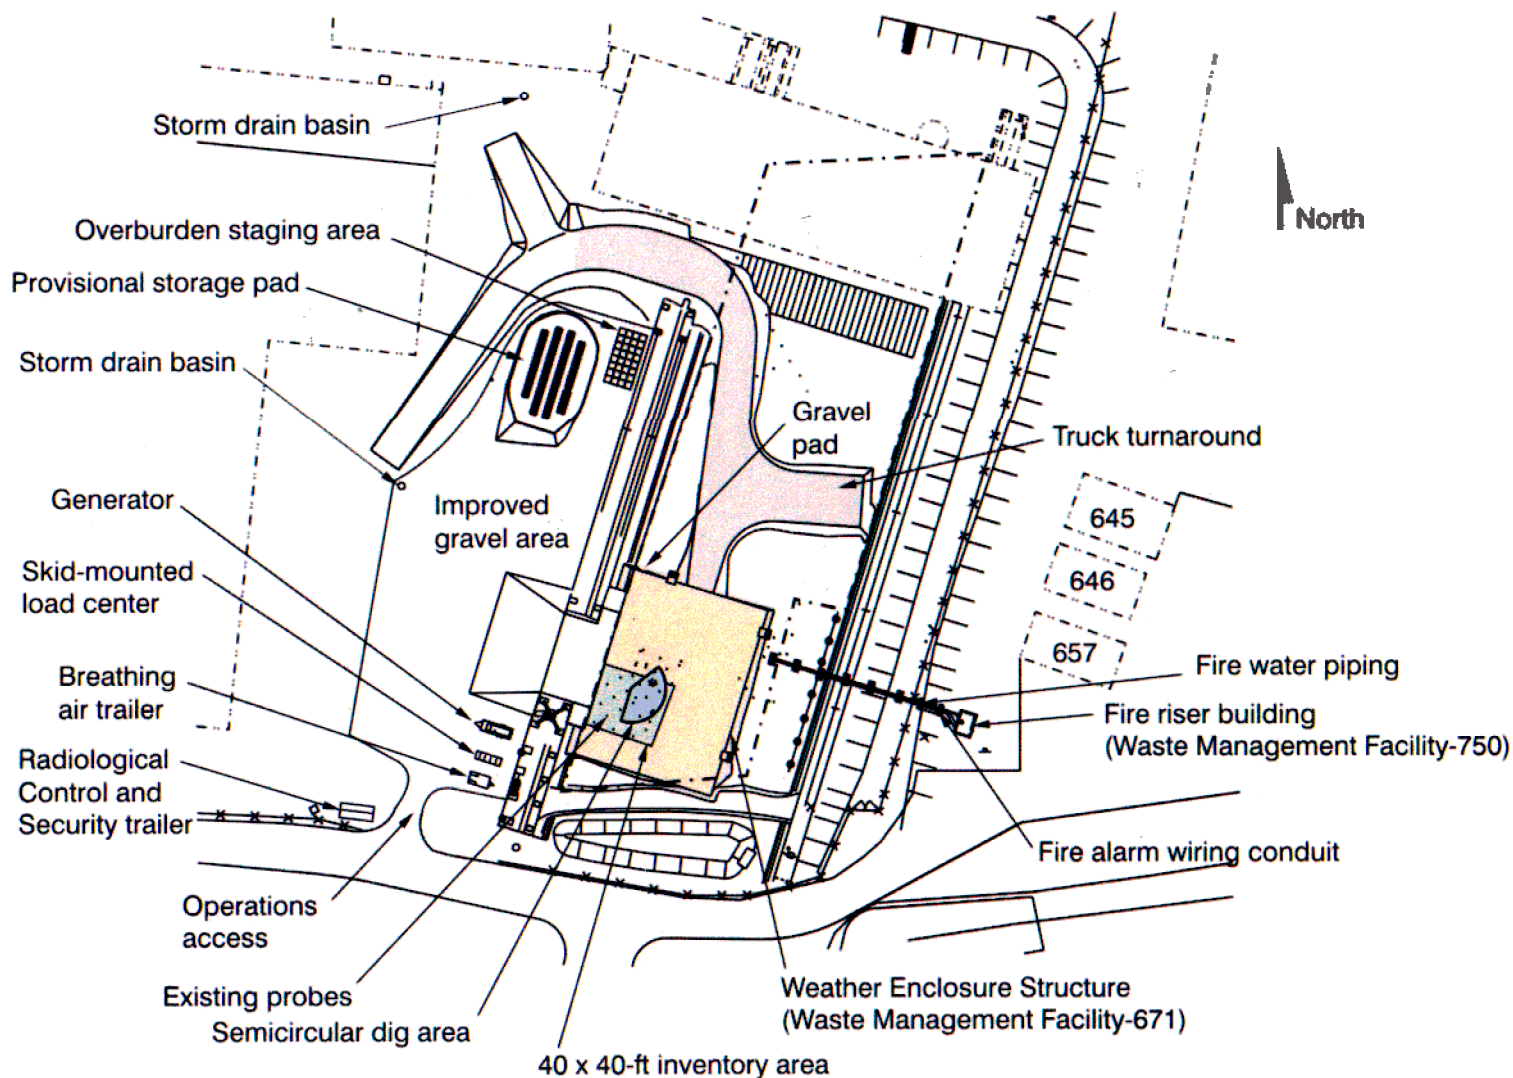 Storm drain basin
North
Overburden staging area
Provisional storage pad
Storm drain basin
Gravel
pad
Truck turnaround
Generator
Improved
gravel area
645
Skid-mounted
load center
646
657
Breathing
air trailer
Fire water piping
Fire riser building
(Waste Management Facility-750)
Radiological
Control and
Security trailer
Fire alarm wiring conduit
Operations
access
Existing probes
Semicircular dig area
40 x 40-ft inventory area
Weather Enclosure Structure
(Waste Management Facility-671)